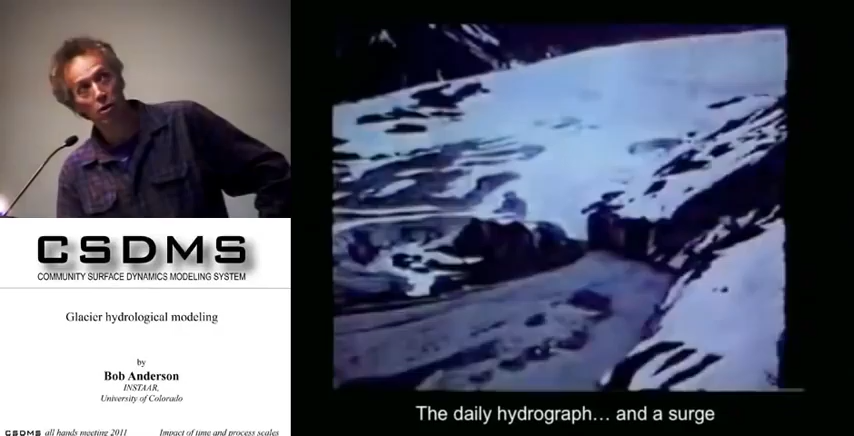 CSDMS
COMMUNITY SURFACE DYNAMICS MODELING SYSTEM
Glacier hydrological modeling
by
Bob Anderson
INSTAAR,
University of Colorado
CSDMS all hands meeting 2011 Impact of time and process scales
The daily hydrograph... and a surge